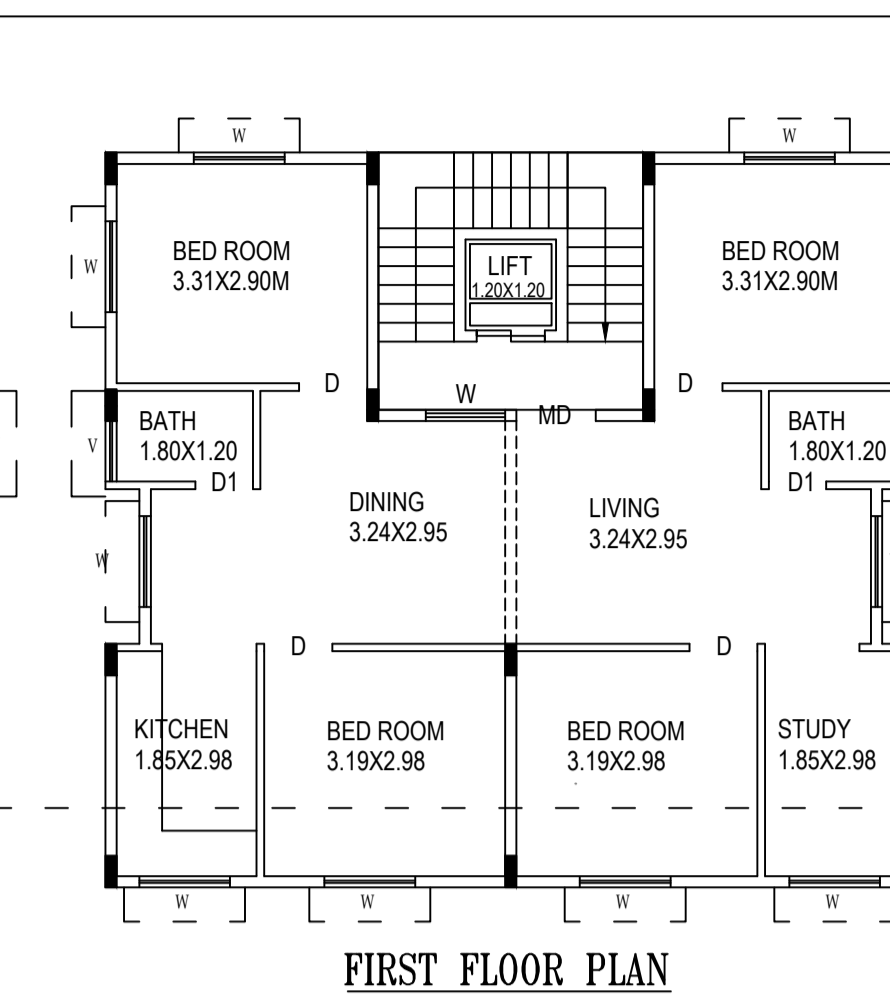 W
W
BED ROOM
3.31X2.90M
W
LIFT
1.20X1.20
BED ROOM
3.31X2.90M
D
W
MD
D
BATH
1.80X1.20
V
D1
BATH
1.80X1.20
D1
DINING
3.24X2.95
LIVING
3.24X2.95
W
D
D
KITCHEN
1.85X2.98
BED ROOM
3.19X2.98
BED ROOM
3.19X2.98
STUDY
1.85X2.98
W
W
W
W
FIRST FLOOR PLAN